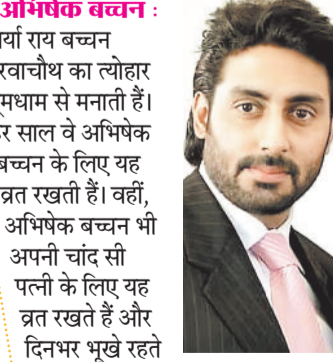 अभिषेक बच्चन :
र्या राय बच्चन
रवाचौथ का त्योहार
मधाम से मनाती हैं।
र साल वे अभिषेक
बच्चन के लिए यह
व्रत रखती हैं। वहीं,
अभिषेक बच्चन भी
अपनी चांद सी
पत्नी के लिए यह
व्रत रखते हैं और
दिनभर भूखे रहते